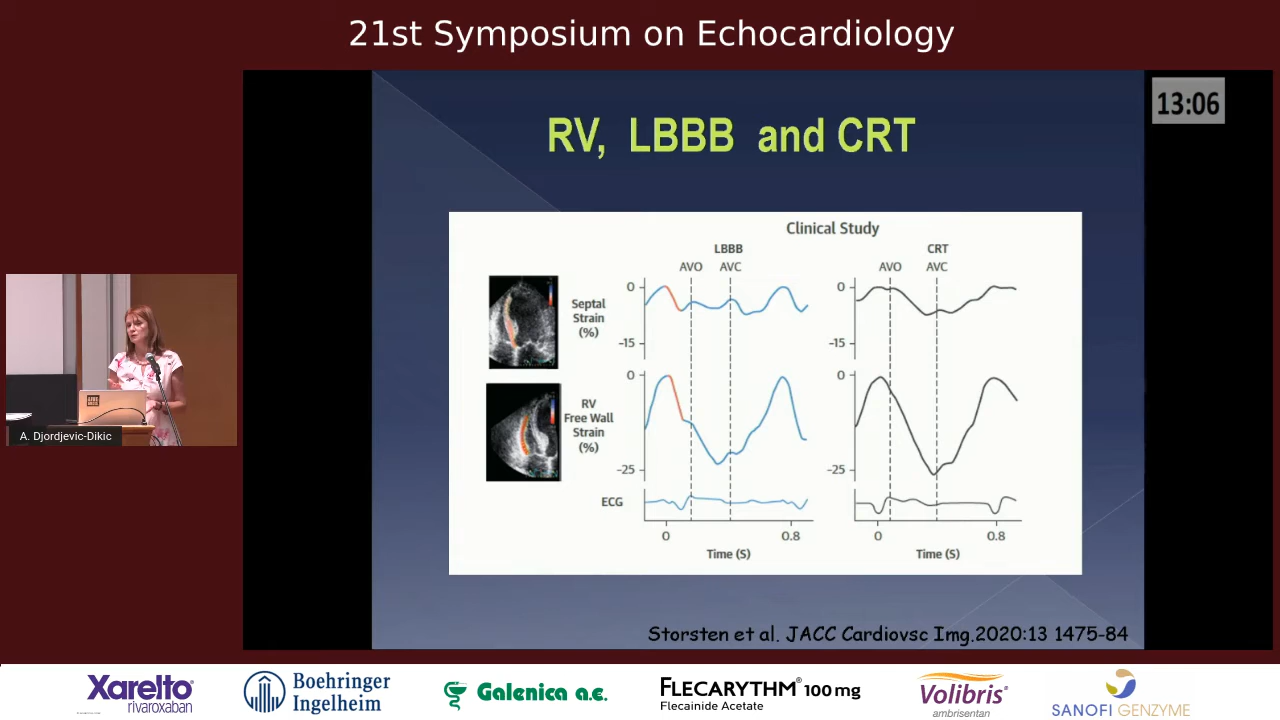 21st Symposium on Echocardiology
13:06
RV, LBBB and CRT
Clinical Study
LBBB
CRT
AVO AVC
AVO AVC
Septal
Strain
(%)
0
-15
0
-15
RV
Free Wall
Strain
(%)
0
-25
0
-25
ECG
0 0.8
Time (S)
0 0.8
Time (S)
A. Djordjevic-Dikic
Storsten et al. JACC Cardiovsc Img.2020:13 1475-84
Xarelto®
rivaroxaban
Boehringer
Ingelheim
Galenica a.e.
FLECARYTHM® 100 mg
Flecainide Acetate
Volibris®
ambrisentan
SANOFI GENZYME